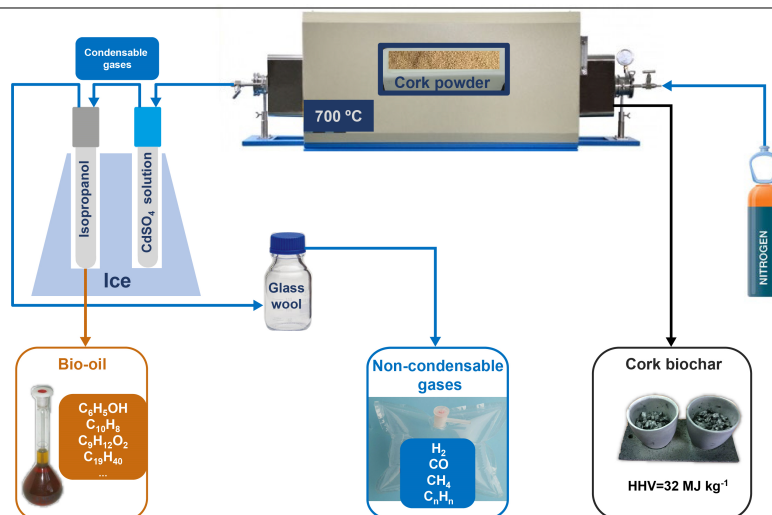 Condensable
gases
Cork powder
700 ºC
Isopropanol
CdSO₄ solution
Ice
Glass
wool
NITROGEN
Bio-oil
C₆H₅OH
C₁₀H₈
C₉H₁₂O₂
C₁₉H₄₀
...
Non-condensable
gases
H₂
CO
CH₄
CₙHₙ
Cork biochar
HHV=32 MJ kg⁻¹